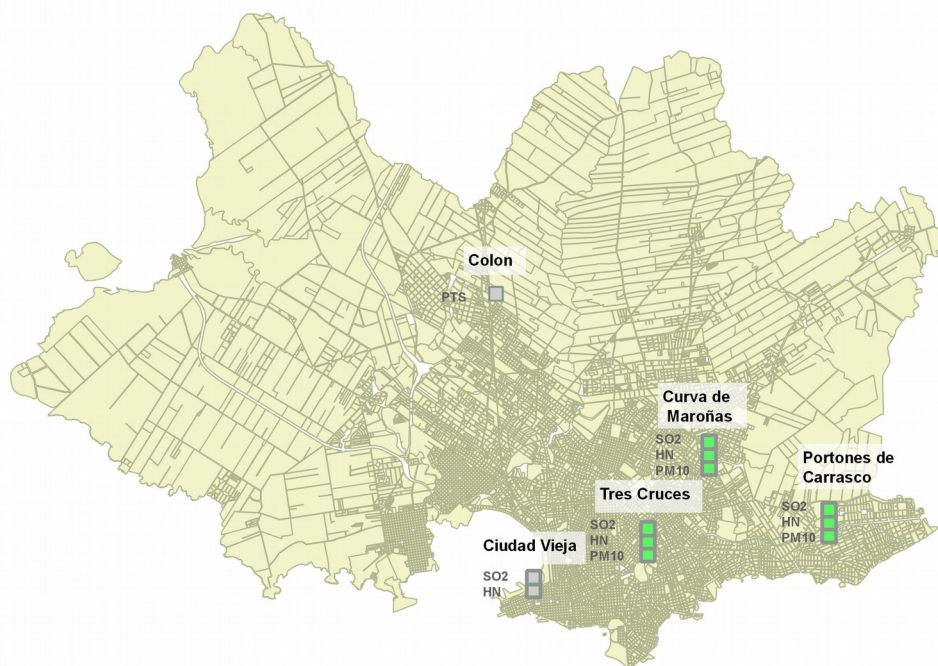 Colon
PTS
Curva de
Maroñas
SO2
HN
PM10
Portones de
Carrasco
SO2
HN
PM10
Tres Cruces
SO2
HN
PM10
Ciudad Vieja
SO2
HN